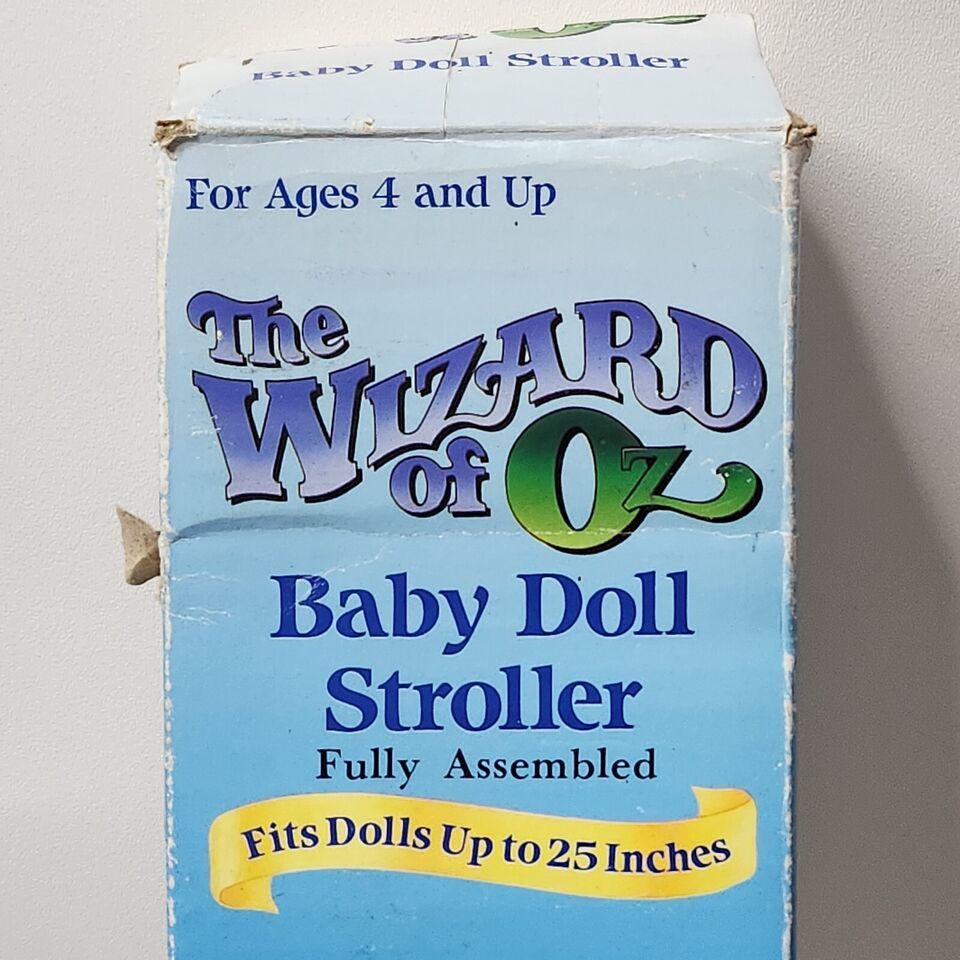 Baby Doll Stroller
For Ages 4 and Up
The
WIZARD
of Oz
Baby Doll
Stroller
Fully Assembled
Fits Dolls Up to 25 Inches